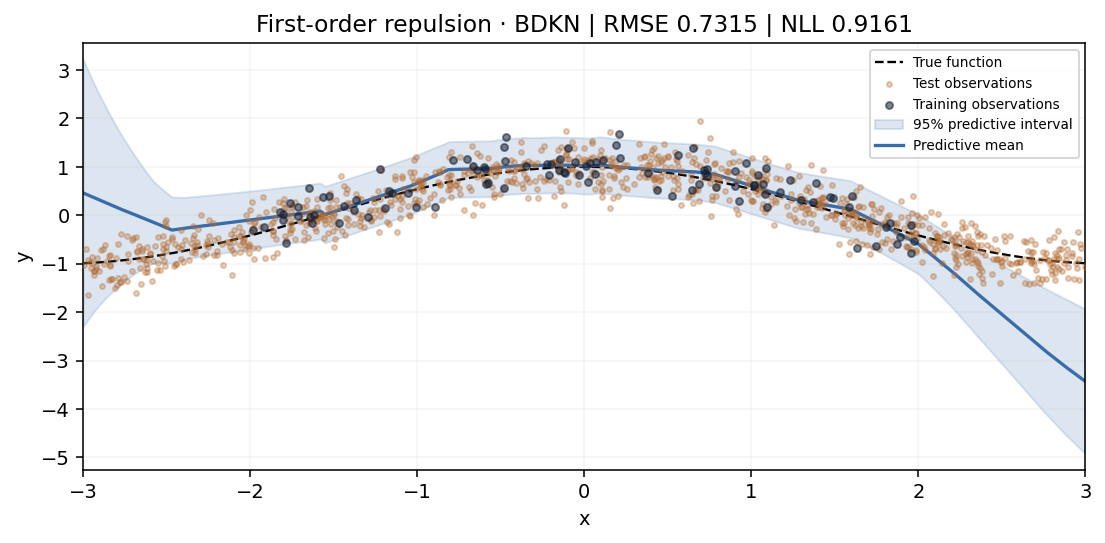 First-order repulsion · BDKN | RMSE 0.7315 | NLL 0.9161
True function
Test observations
Training observations
95% predictive interval
Predictive mean
y
3
2
1
0
−1
−2
−3
−4
−5
−3
−2
−1
0
1
2
3
x